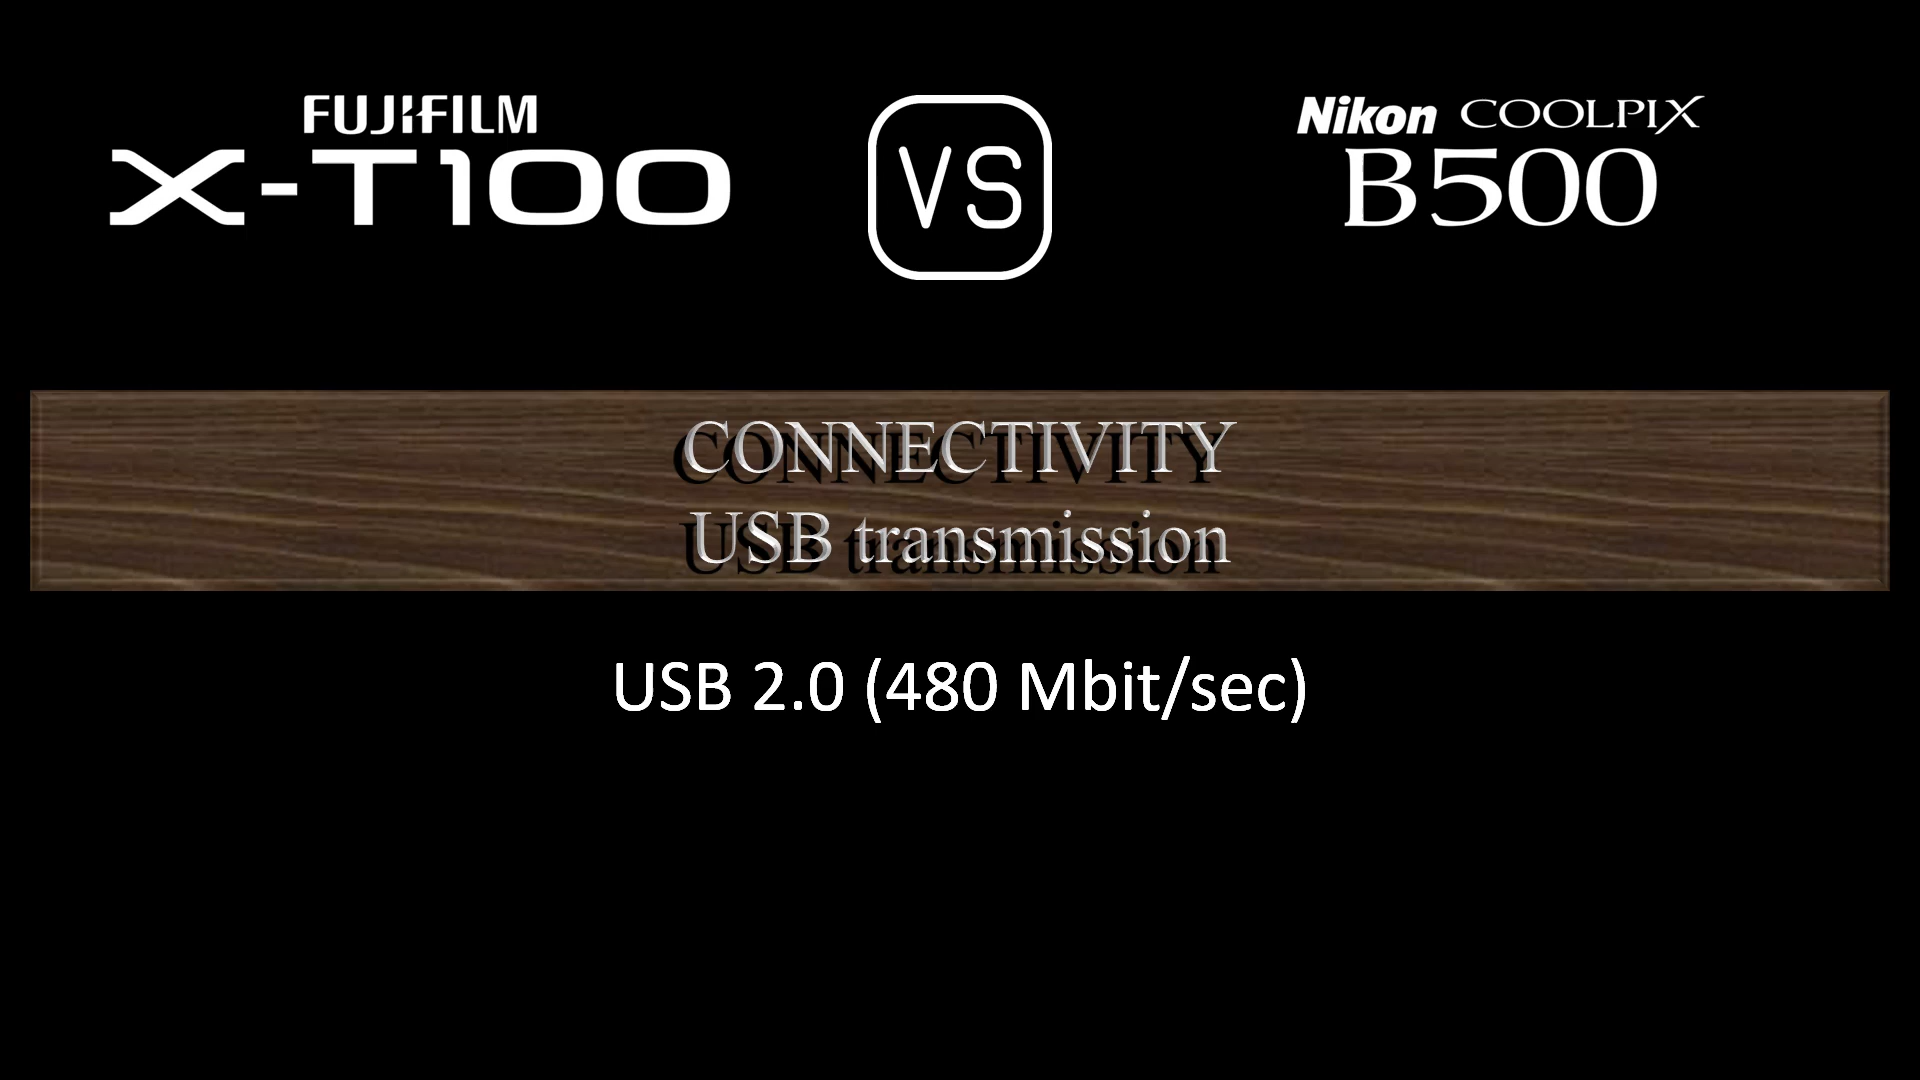 FUJIFILM
X-T100
VS
Nikon COOLPIX
B500
CONNECTIVITY
USB transmission
USB 2.0 (480 Mbit/sec)